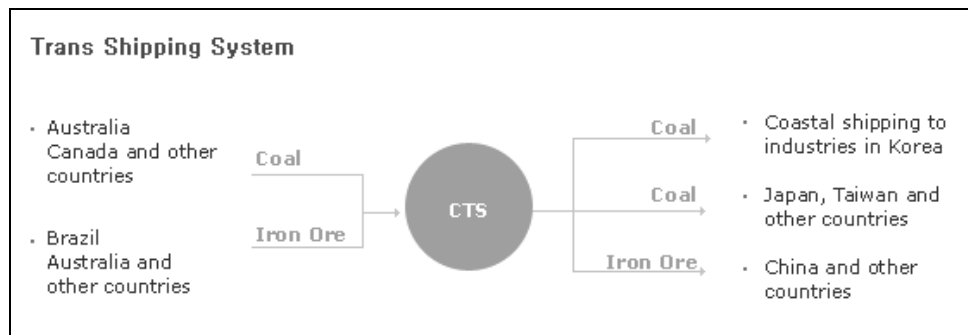 Trans Shipping System
· Australia
Canada and other
countries
Coal
· Brazil
Australia and
other countries
Iron Ore
CTS
Coal
· Coastal shipping to
industries in Korea
Coal
· Japan, Taiwan and
other countries
Iron Ore
· China and other
countries